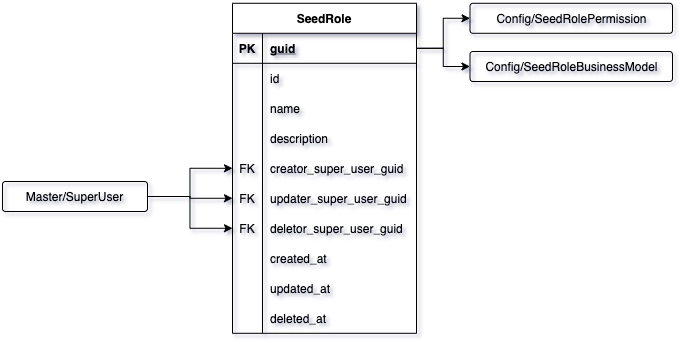 SeedRole
PK guid
id
name
description
FK creator_super_user_guid
FK updater_super_user_guid
FK deletor_super_user_guid
created_at
updated_at
deleted_at
Master/SuperUser
Config/SeedRolePermission
Config/SeedRoleBusinessModel